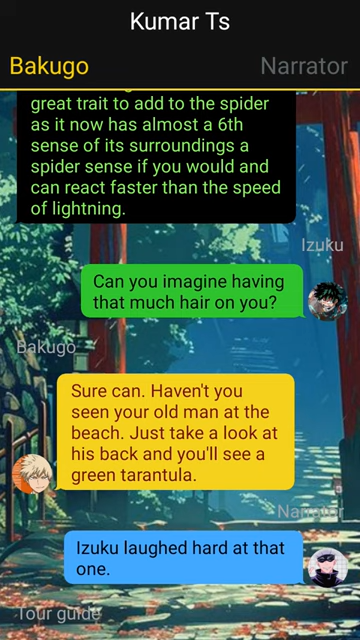 Kumar Ts
Bakugo
Narrator
great trait to add to the spider
as it now has almost a 6th
sense of its surroundings a
spider sense if you would and
can react faster than the speed
of lightning.
Izuku
Can you imagine having
that much hair on you?
Bakugo
Sure can. Haven't you
seen your old man at the
beach. Just take a look at
his back and you'll see a
green tarantula.
Narrator
Izuku laughed hard at that
one.
Tour guide